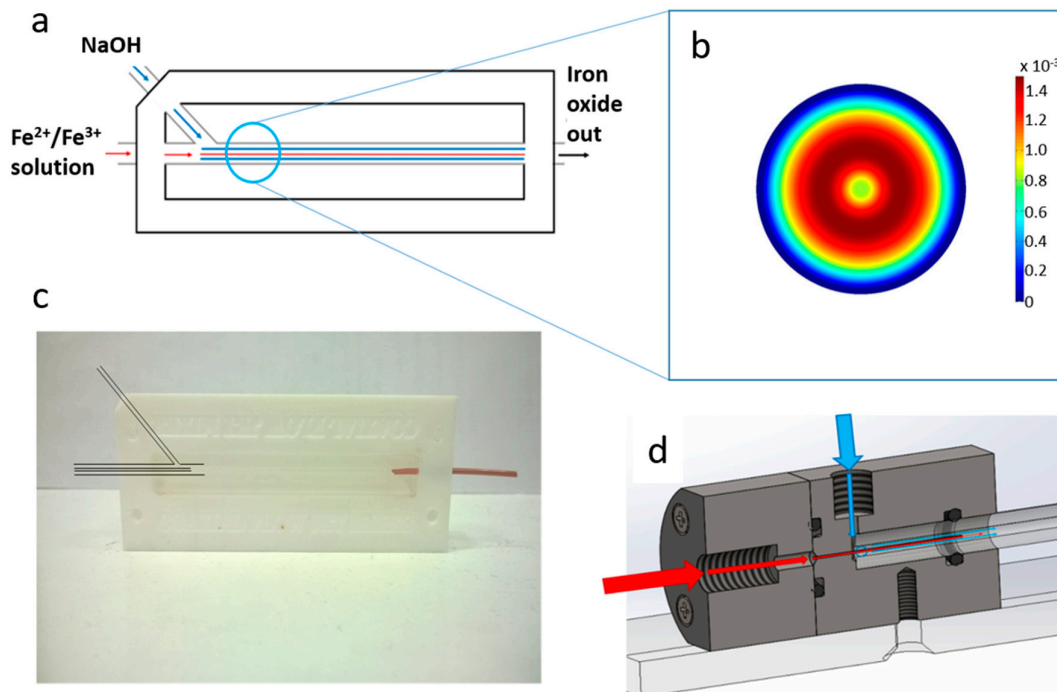 a
NaOH
Fe²⁺/Fe³⁺
solution
Iron
oxide
out
b
x 10⁻³
1.4
1.2
1.0
0.8
0.6
0.4
0.2
0
c
d